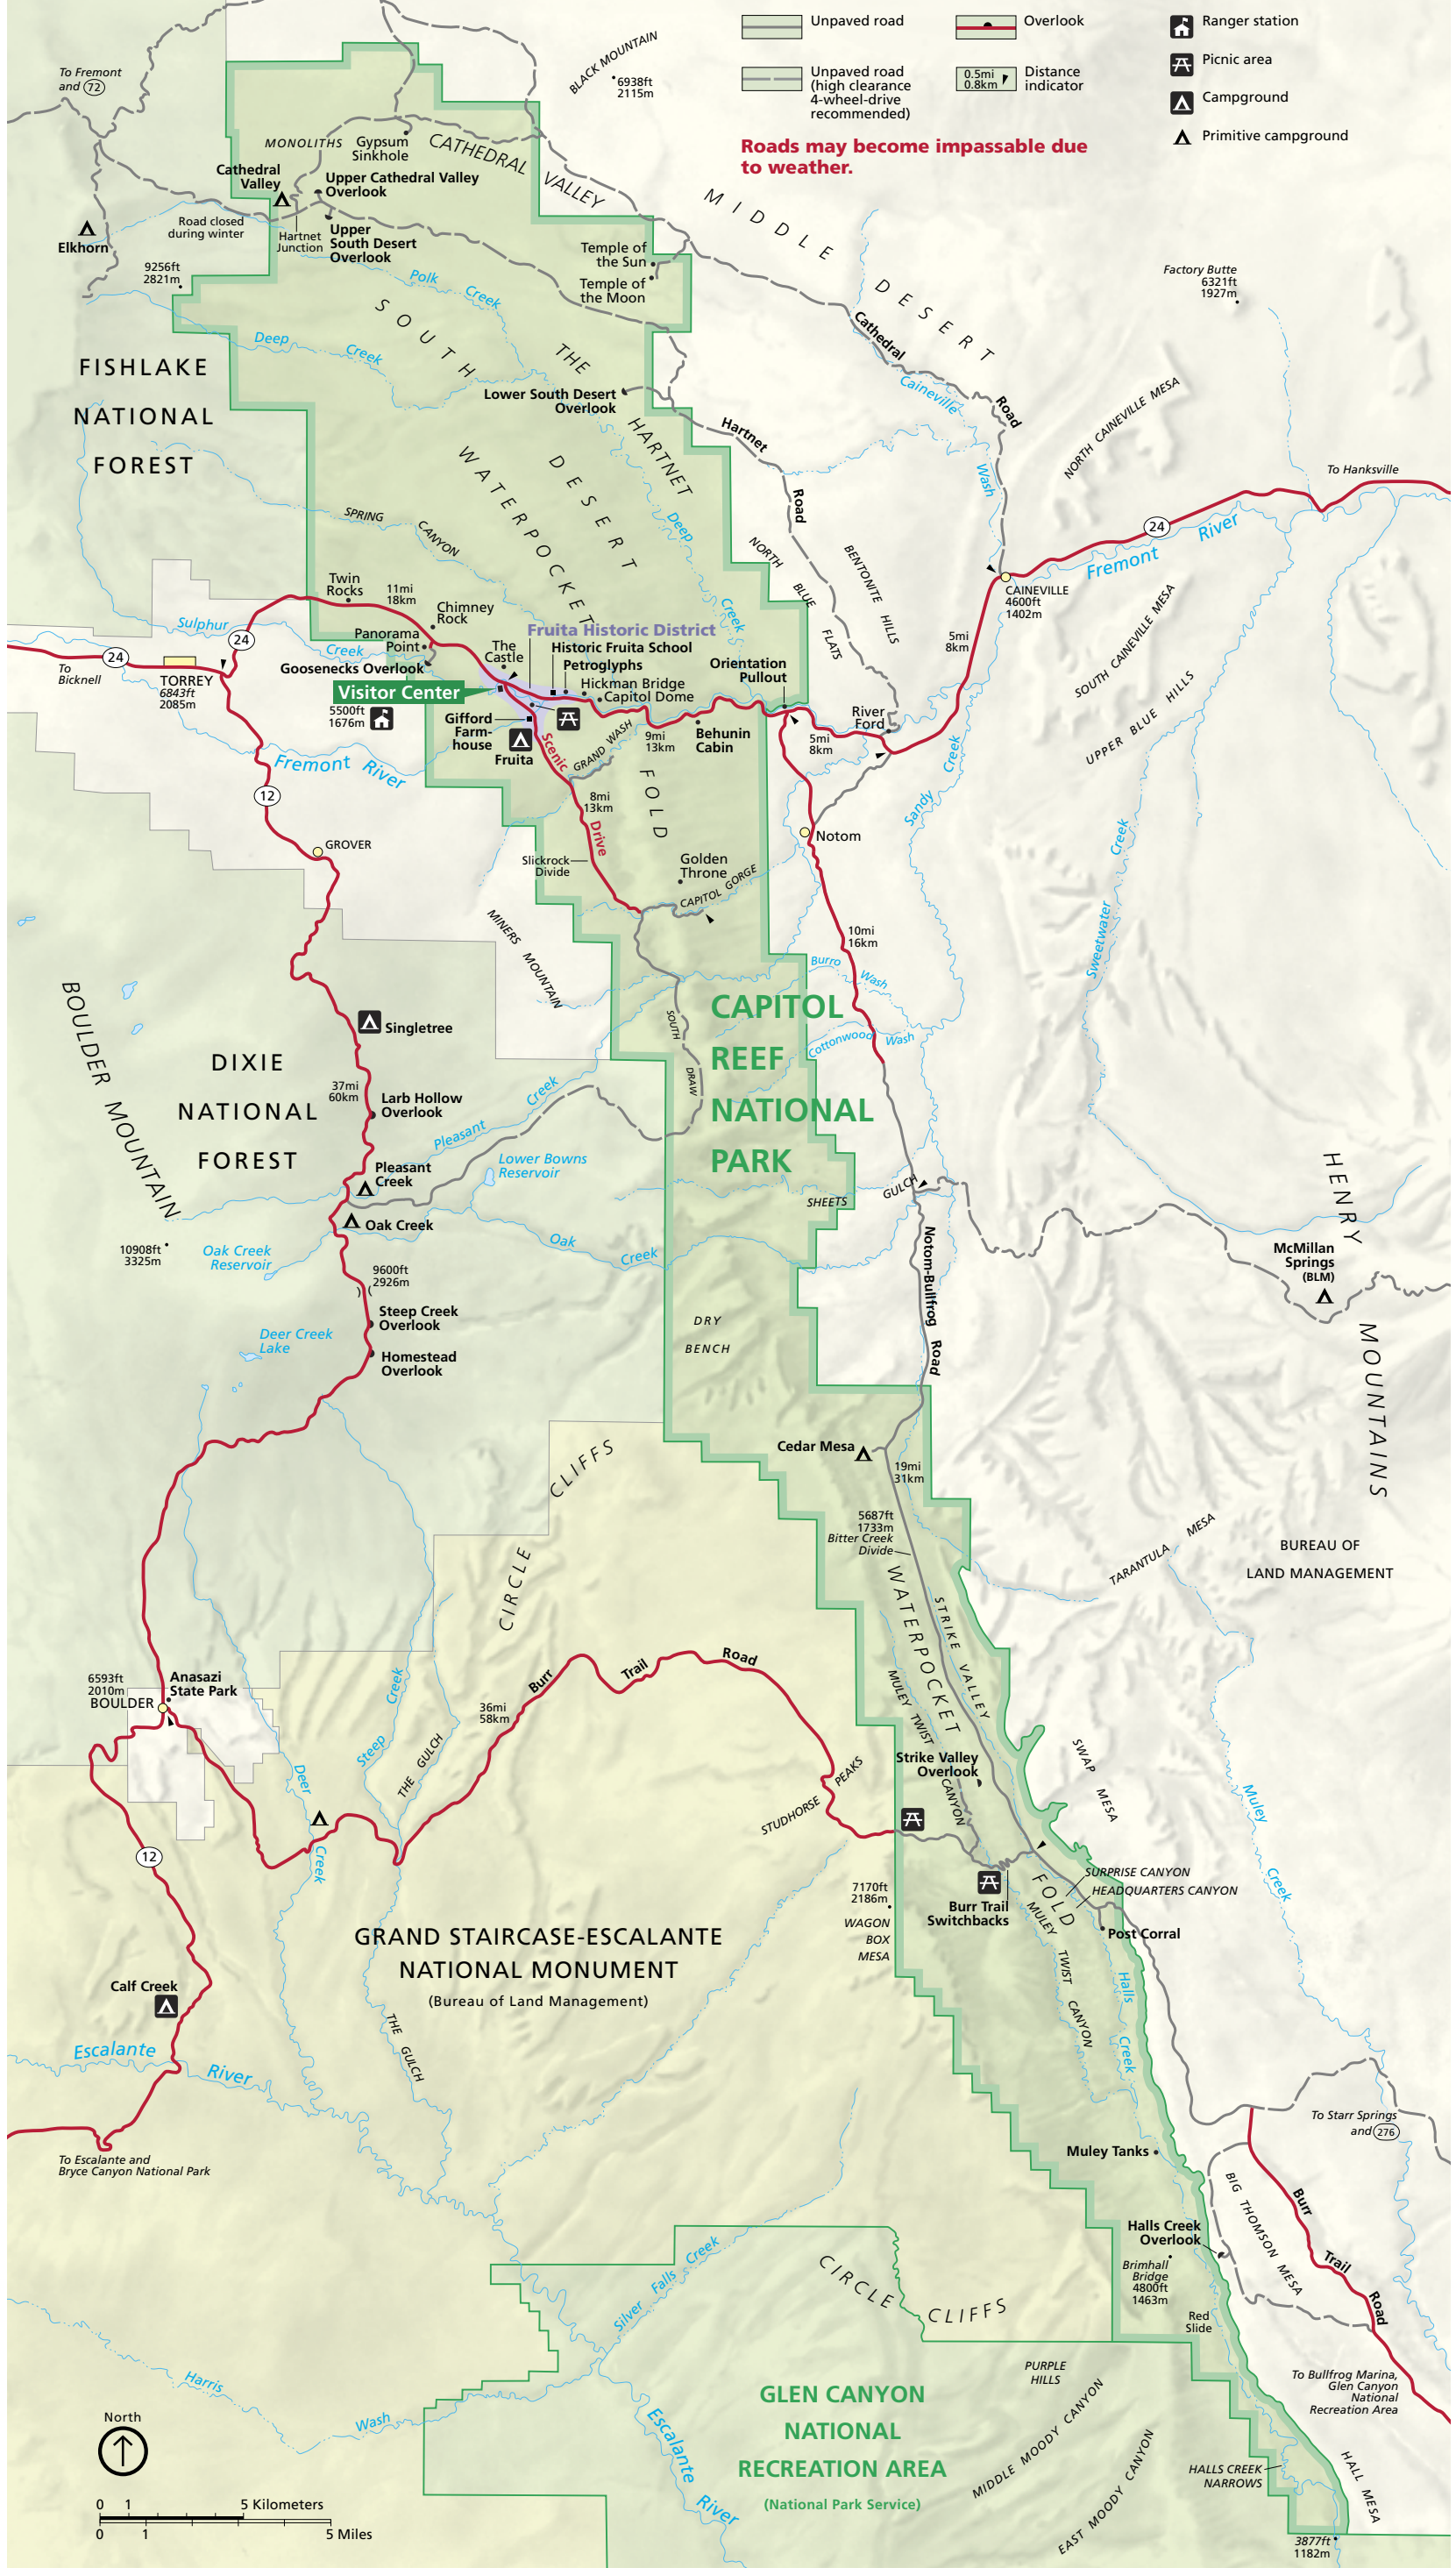 Unpaved road
Overlook
Ranger station
Unpaved road
(high clearance
4-wheel-drive
recommended)
0.5mi
0.8km
Distance
indicator
Picnic area
Campground
Primitive campground
Roads may become impassable due
to weather.
To Fremont
and 72
BLACK MOUNTAIN
6938ft
2115m
MONOLITHS
Gypsum
Sinkhole
CATHEDRAL
VALLEY
Cathedral
Valley
Upper Cathedral Valley
Overlook
Road closed
during winter
Hartnet
Junction
Upper
South Desert
Overlook
Elkhorn
9256ft
2821m
Temple of
the Sun
Temple of
the Moon
MIDDLE
DESERT
Factory Butte
6321ft
1927m
Polk
Creek
Deep
Creek
SOUTH
THE
HARTNET
Cathedral
Road
Caineville
Wash
FISHLAKE
NATIONAL
FOREST
Lower South Desert
Overlook
Hartnet
Road
NORTH CAINEVILLE MESA
To Hanksville
WATERPOCKET
DESERT
Deep
Creek
SPRING
CANYON
24
Fremont
River
NORTH
BLUE
FLATS
BENTONITE HILLS
CAINEVILLE
4600ft
1402m
Twin
Rocks
11mi
18km
Chimney
Rock
Sulphur
Creek
24
Panorama
Point
The
Castle
Fruita Historic District
Historic Fruita School
Petroglyphs
Goosenecks Overlook
Hickman Bridge
Capitol Dome
Orientation
Pullout
5mi
8km
SOUTH CAINEVILLE MESA
To
Bicknell
24
TORREY
6843ft
2085m
Visitor Center
5500ft
1676m
Gifford
Farm-
house
Fruita
Scenic
Drive
GRAND WASH
9mi
13km
Behunin
Cabin
5mi
8km
River
Ford
UPPER BLUE HILLS
Fremont River
12
8mi
13km
FOLD
Sandy
Creek
Notom
GROVER
Slickrock
Divide
Golden
Throne
CAPITOL GORGE
Sweetwater
Creek
MINERS
MOUNTAIN
10mi
16km
Burro
Wash
Cottonwood
Wash
SOUTH
DRAW
CAPITOL
REEF
NATIONAL
PARK
BOULDER
MOUNTAIN
Singletree
DIXIE
NATIONAL
FOREST
37mi
60km
Larb Hollow
Overlook
Pleasant
Creek
Lower Bowns
Reservoir
Pleasant
Creek
Oak Creek
SHEETS
GULCH
HENRY
MOUNTAINS
10908ft
3325m
Oak Creek
Reservoir
Oak
Creek
Notom-Bullfrog
Road
McMillan
Springs
(BLM)
9600ft
2926m
Steep Creek
Overlook
Deer Creek
Lake
Homestead
Overlook
DRY
BENCH
CIRCLE
CLIFFS
Cedar Mesa
19mi
31km
5687ft
1733m
Bitter Creek
Divide
TARANTULA
MESA
BUREAU OF
LAND MANAGEMENT
WATERPOCKET
STRIKE
VALLEY
MULEY
TWIST
CANYON
6593ft
2010m
BOULDER
Anasazi
State Park
Burr
Trail
Road
36mi
58km
Steep
Creek
THE GULCH
Deer
Creek
Strike Valley
Overlook
SWAP
MESA
STUDHORSE
PEAKS
Muley
Creek
12
SURPRISE CANYON
HEADQUARTERS CANYON
7170ft
2186m
WAGON
BOX
MESA
Burr Trail
Switchbacks
FOLD
Post Corral
MULEY
TWIST
CANYON
Halls
Creek
GRAND STAIRCASE-ESCALANTE
NATIONAL MONUMENT
(Bureau of Land Management)
Calf Creek
THE
GULCH
Escalante
River
To Escalante and
Bryce Canyon National Park
To Starr Springs
and 276
Muley Tanks
BIG THOMSON MESA
Burr
Trail
Road
Halls Creek
Overlook
Brimhall
Bridge
4800ft
1463m
Red
Slide
Silver
Falls
Creek
CIRCLE
CLIFFS
Harris
Wash
PURPLE
HILLS
To Bullfrog Marina,
Glen Canyon
National
Recreation Area
GLEN CANYON
NATIONAL
RECREATION AREA
(National Park Service)
Escalante
River
MIDDLE MOODY CANYON
EAST MOODY CANYON
HALLS CREEK
NARROWS
HALL MESA
3877ft
1182m
North
0 1 5 Kilometers
0 1 5 Miles